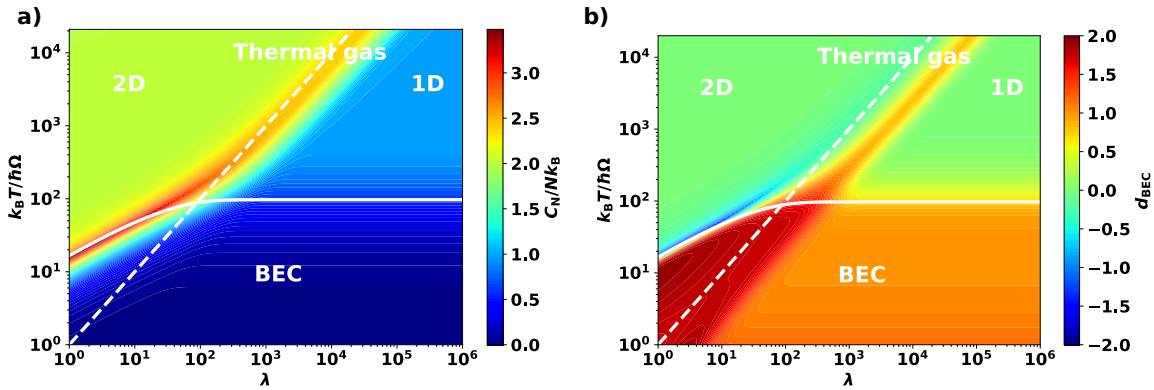 a)
Thermal gas
2D
1D
BEC
k_BT/ħΩ
10⁴
10³
10²
10¹
10⁰
10⁰ 10¹ 10² 10³ 10⁴ 10⁵ 10⁶
λ
3.0
2.5
2.0
1.5
1.0
0.5
0.0
C_N/Nk_B
b)
Thermal gas
2D
1D
BEC
k_BT/ħΩ
10⁴
10³
10²
10¹
10⁰
10⁰ 10¹ 10² 10³ 10⁴ 10⁵ 10⁶
λ
2.0
1.5
1.0
0.5
0.0
−0.5
−1.0
−1.5
−2.0
d_BEC